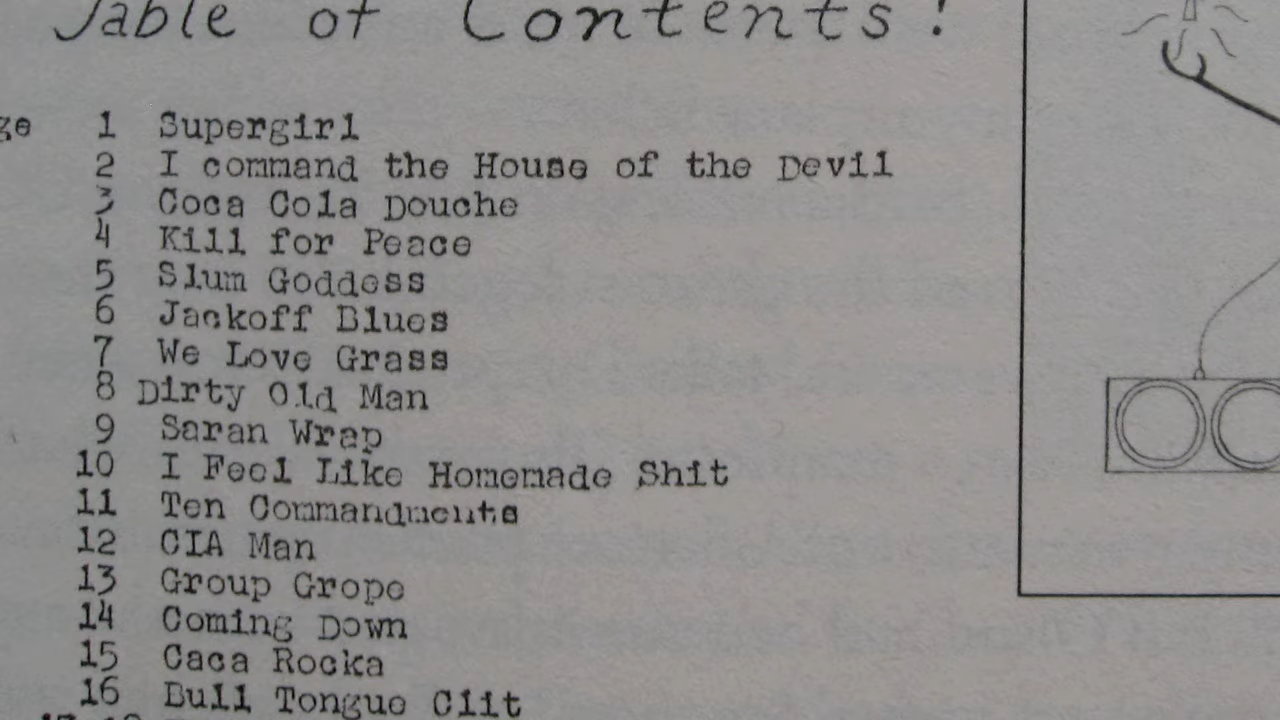 Table of Contents!
1 Supergirl
2 I command the House of the Devil
3 Coca Cola Douche
4 Kill for Peace
5 Slum Goddess
6 Jackoff Blues
7 We Love Grass
8 Dirty Old Man
9 Saran Wrap
10 I Feel Like Homemade Shit
11 Ten Commandments
12 CIA Man
13 Group Grope
14 Coming Down
15 Caca Rocka
16 Bull Tongue Clit